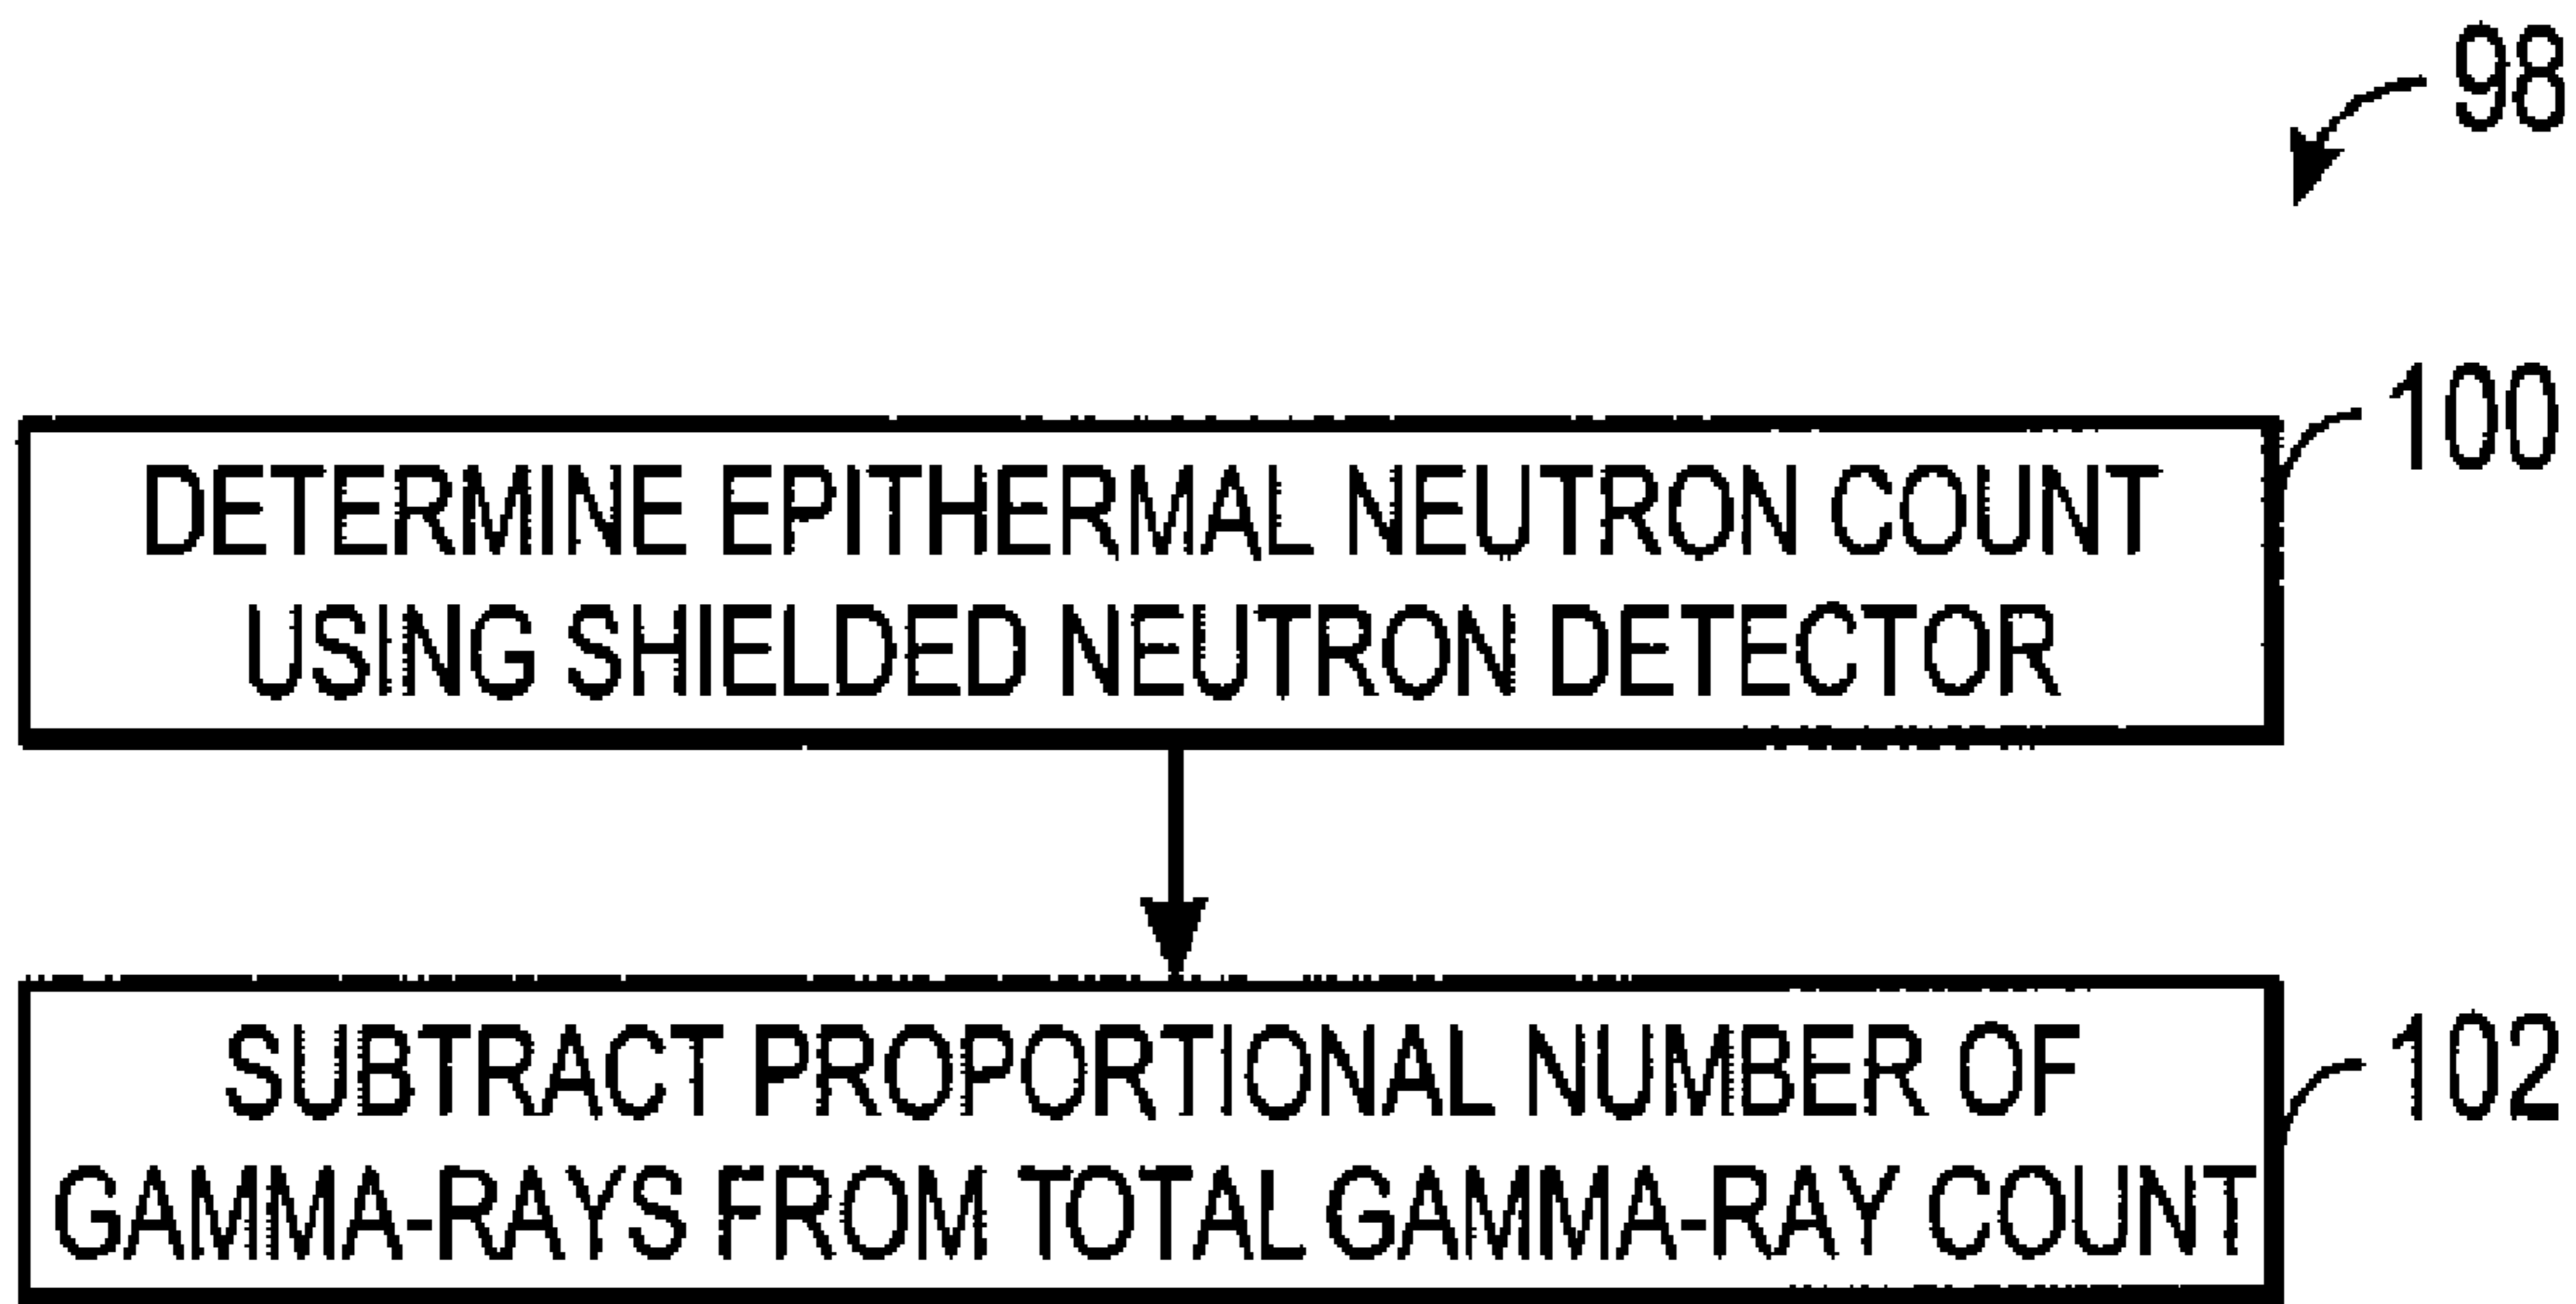 98
100
DETERMINE EPITHERMAL NEUTRON COUNT
USING SHIELDED NEUTRON DETECTOR
102
SUBTRACT PROPORTIONAL NUMBER OF
GAMMA-RAYS FROM TOTAL GAMMA-RAY COUNT